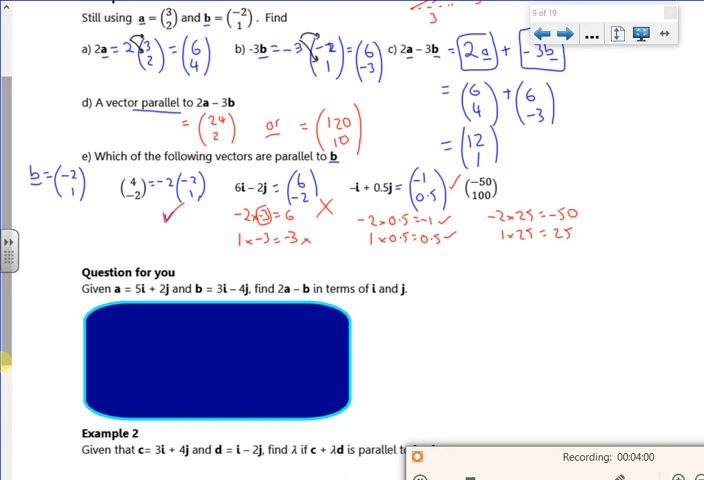 Still using a = (3 2) and b = (-2 1). Find
a) 2a = 2 (3 2) = (6 4) b) -3b = -3 (-2 1) = (6 -3) c) 2a - 3b = 2a + -3b
= (6 4) + (6 -3)
= (12 1)
d) A vector parallel to 2a - 3b
= (24 2) or = (120 10)
e) Which of the following vectors are parallel to b
b = (-2 1) (4 -2) = -2 (-2 1) ✓ 6i - 2j = (6 -2) X -i + 0.5j = (-1 0.5) ✓ (-50 100)
-2 x -3 = 6 -2 x 0.5 = -1 ✓ -2 x 25 = -50
1 x -3 = -3 x 1 x 0.5 = 0.5 ✓ 1 x 25 = 25
Question for you
Given a = 5i + 2j and b = 3i - 4j, find 2a - b in terms of i and j.
Example 2
Given that c= 3i + 4j and d = i - 2j, find λ if c + λd is parallel to
3
9 of 19
...
Recording: 00:04:00